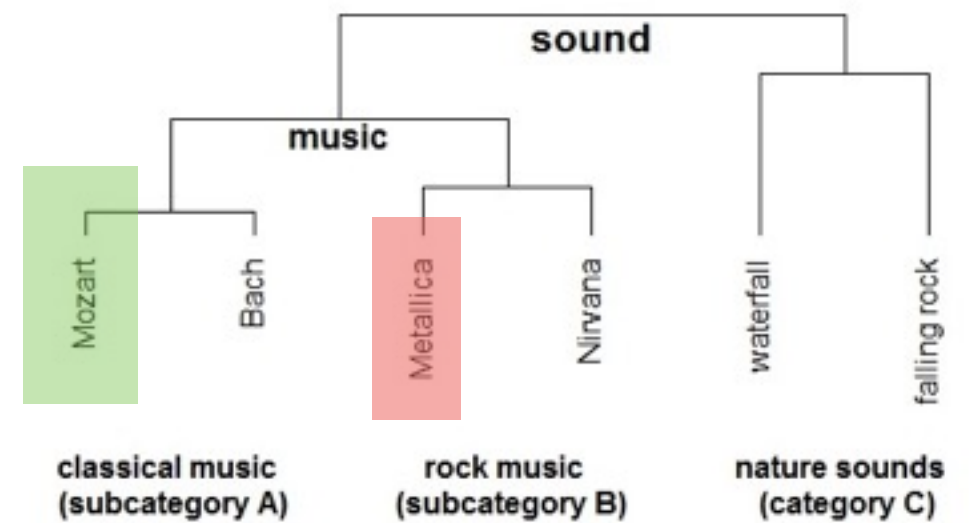 sound
music
Mozart
Bach
Metallica
Nirvana
waterfall
falling rock
classical music
(subcategory A)
rock music
(subcategory B)
nature sounds
(category C)